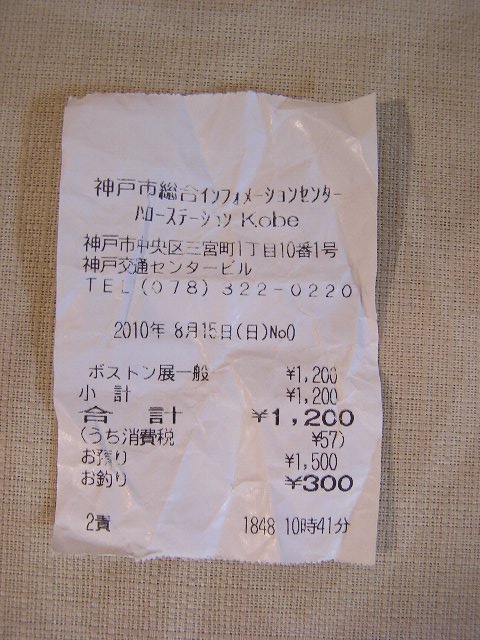 神戸市総合インフォメーションセンター
ハローステーション Kobe
神戸市中央区三宮町1丁目10番1号
神戸交通センタービル
TEL(078) 322-0220
2010年 8月15日(日)No0
ボストン展一般 ¥1,200
小計 ¥1,200
合計 ¥1,200
(うち消費税 ¥57)
お預り ¥1,500
お釣り ¥300
2責 1848 10時41分